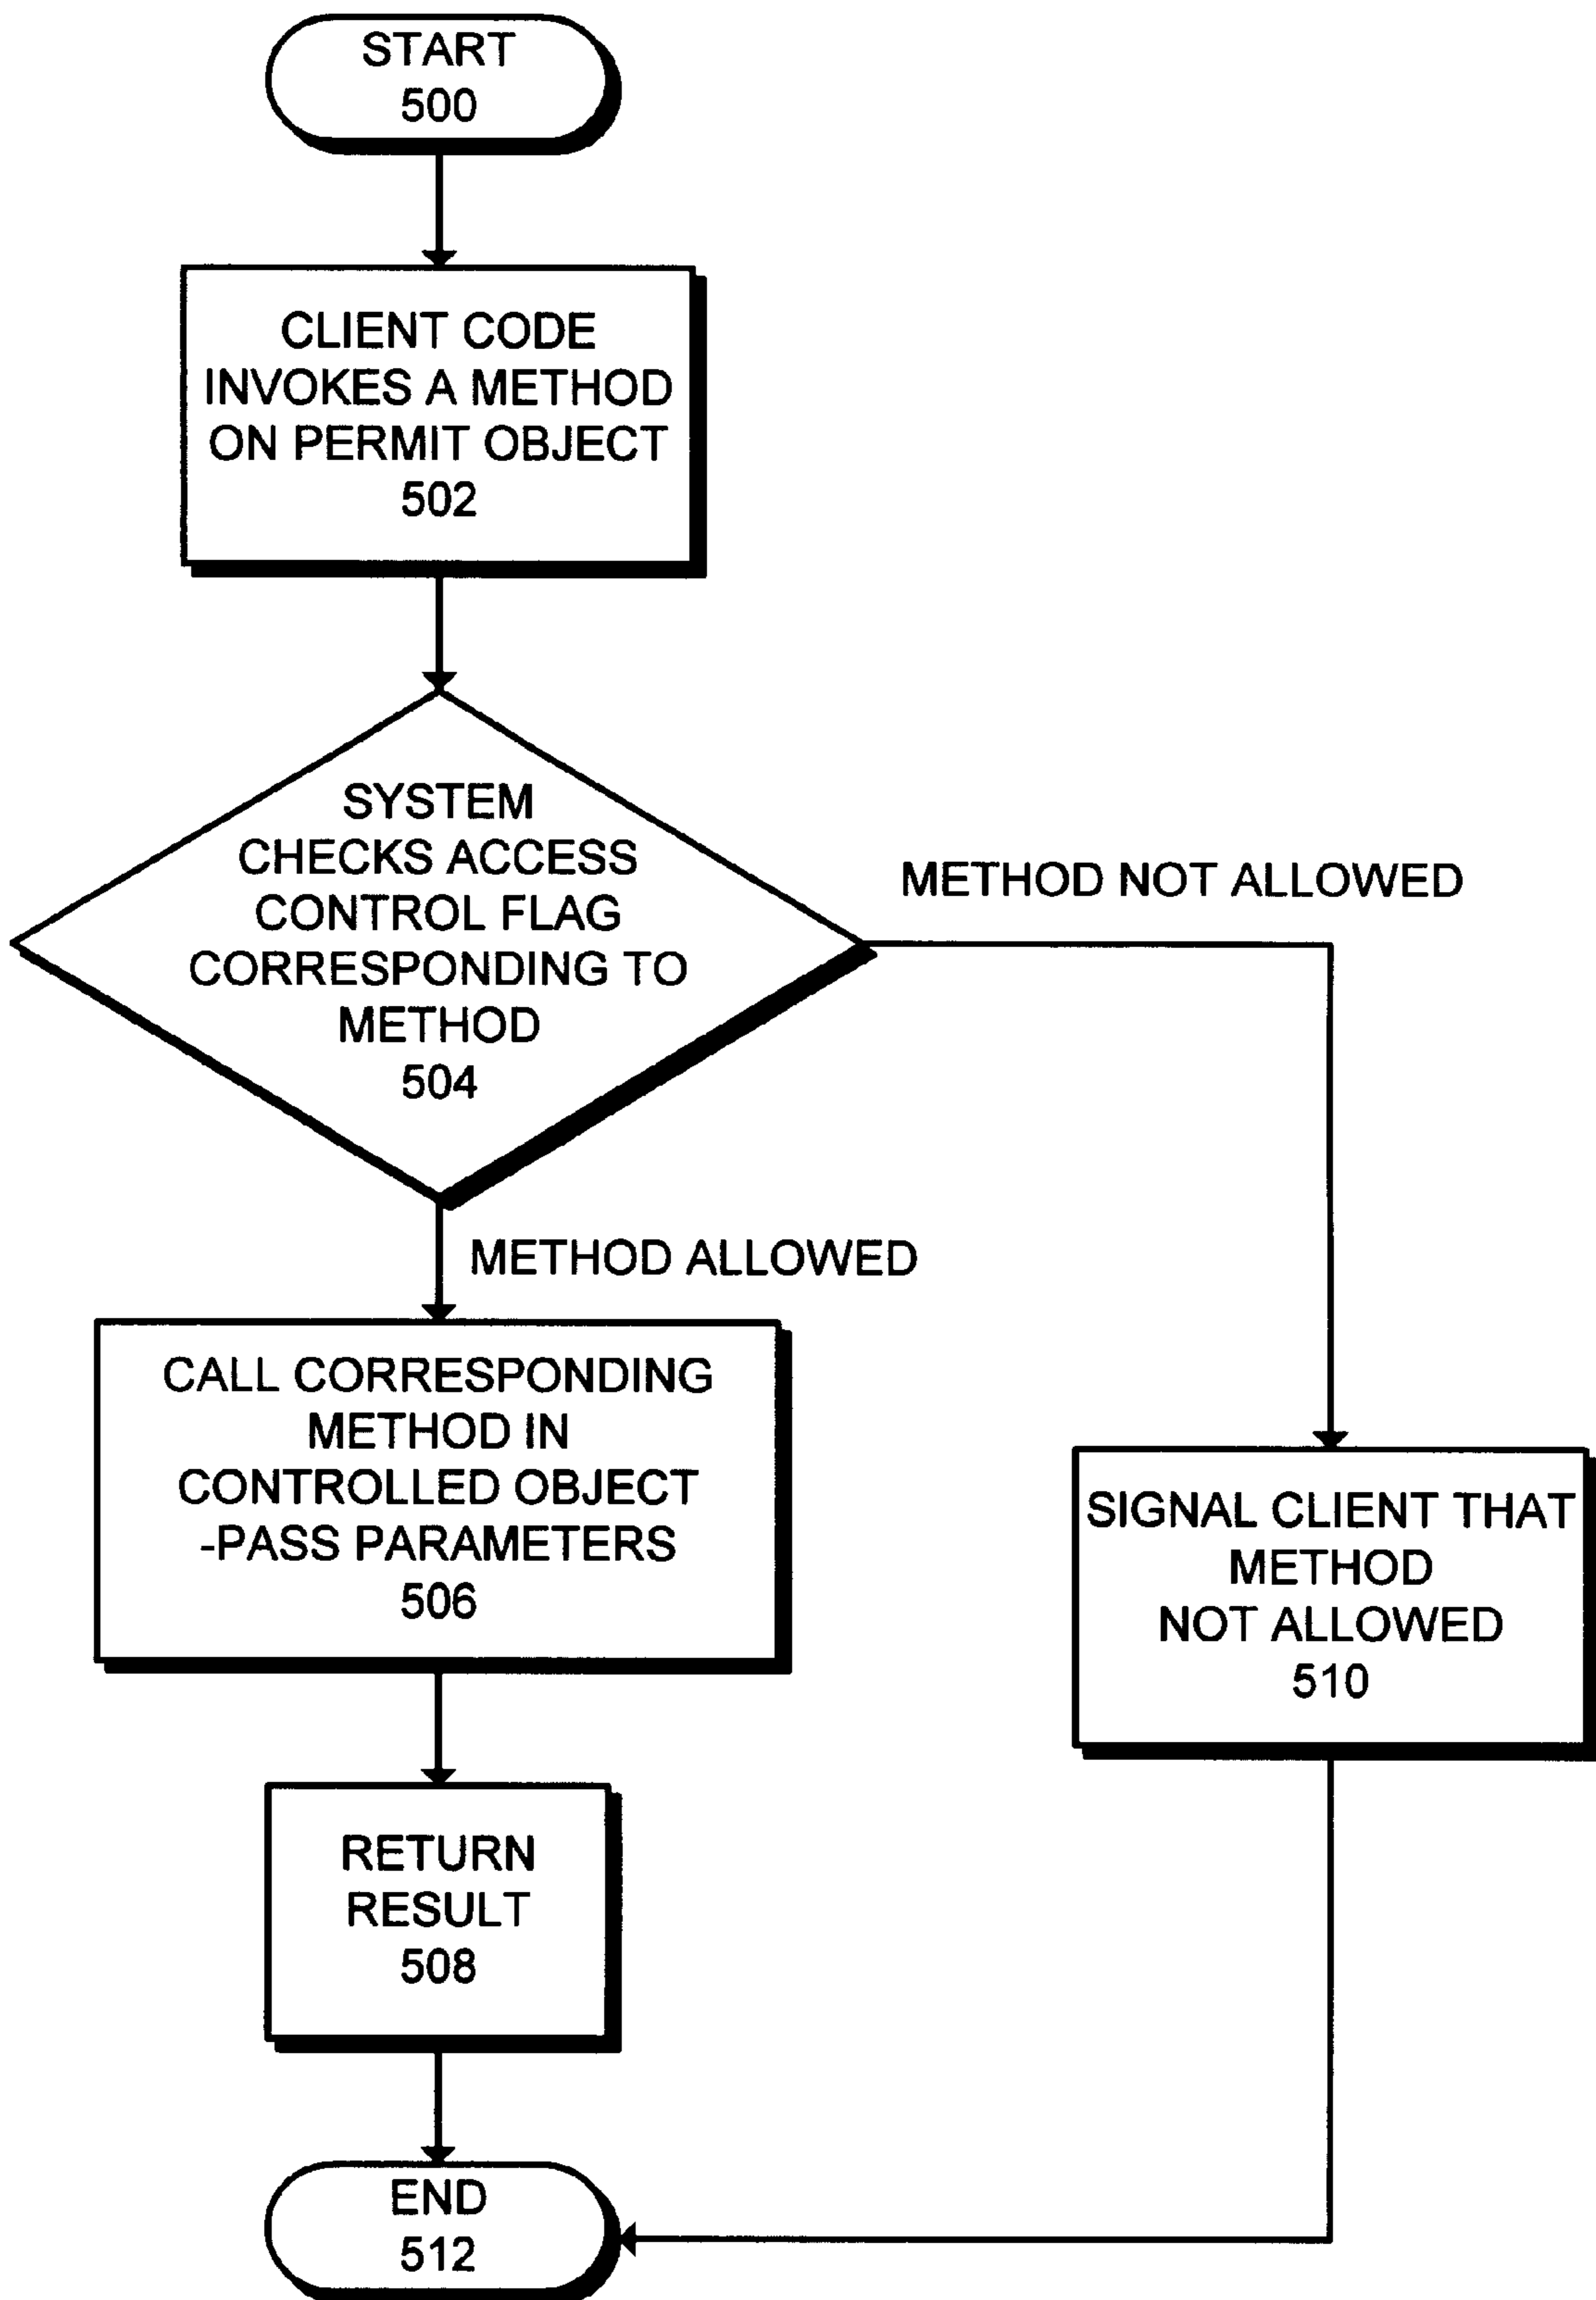 START
500
CLIENT CODE
INVOKES A METHOD
ON PERMIT OBJECT
502
SYSTEM
CHECKS ACCESS
CONTROL FLAG
CORRESPONDING TO
METHOD
504
METHOD NOT ALLOWED
METHOD ALLOWED
CALL CORRESPONDING
METHOD IN
CONTROLLED OBJECT
-PASS PARAMETERS
506
SIGNAL CLIENT THAT
METHOD
NOT ALLOWED
510
RETURN
RESULT
508
END
512